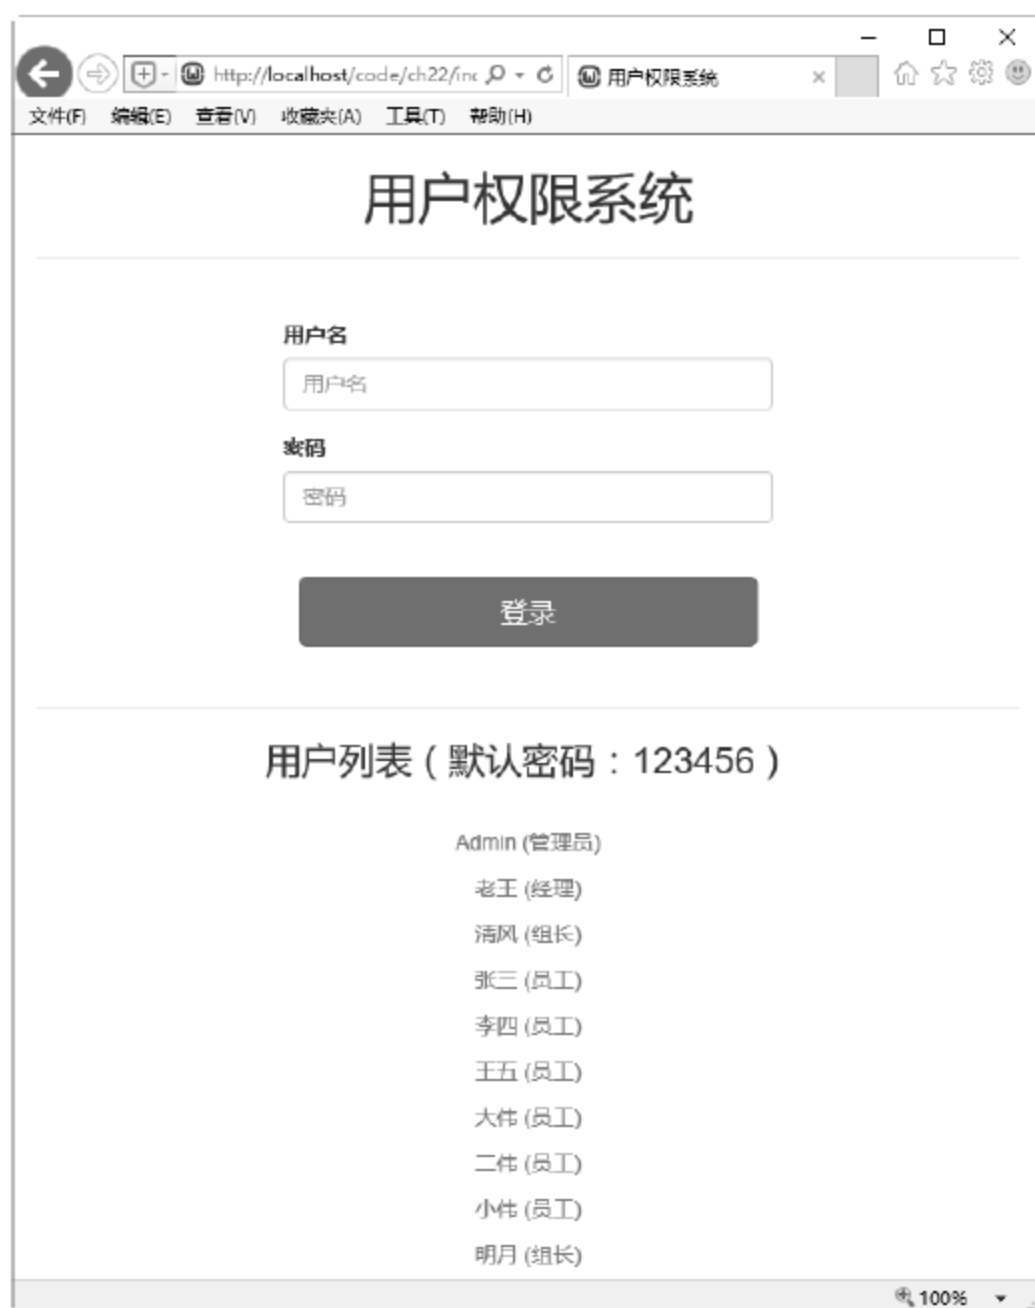 http://localhost/code/ch22/inc
用户权限系统
文件(F) 编辑(E) 查看(V) 收藏夹(A) 工具(T) 帮助(H)
用户权限系统
用户名
用户名
密码
密码
登录
用户列表（默认密码：123456）
Admin (管理员)
老王 (经理)
清风 (组长)
张三 (员工)
李四 (员工)
王五 (员工)
大伟 (员工)
二伟 (员工)
小伟 (员工)
明月 (组长)
100%